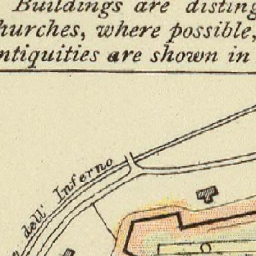 Buildings are disting
hurches, where possible,
ntiquities are shown in
dell' Inferno